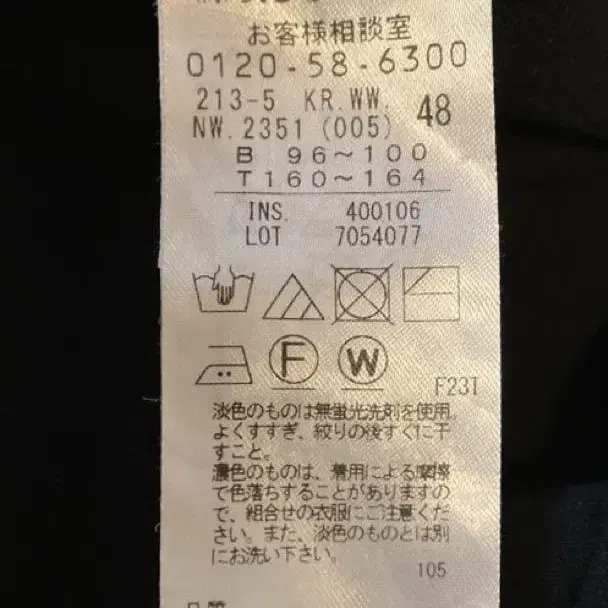 お客様相談室
0120-58-6300
213-5 KR.WW. 48
NW.2351 (005)
B 96～100
T 160～164
INS. 400106
LOT 7054077
F
W
F23T
淡色のものは無蛍光洗剤を使用。
よくすすぎ、絞りの後すぐに干
すこと。
濃色のものは、着用による摩擦
で色落ちすることがありますの
で、組合せの衣服にご注意くだ
さい。また、淡色のものとは別
にお洗い下さい。
105